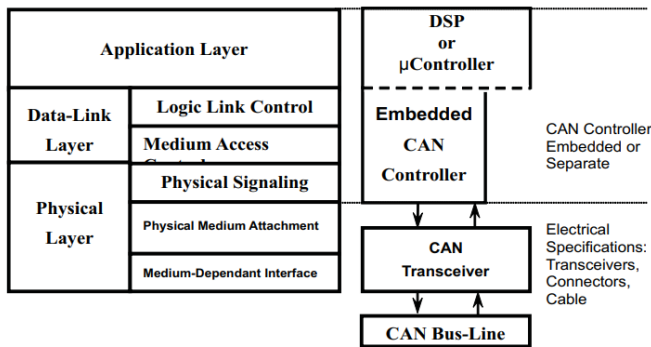 Application Layer
Data-Link
Layer
Logic Link Control
Medium Access
Physical
Layer
Physical Signaling
Physical Medium Attachment
Medium-Dependant Interface
DSP
or
µController
Embedded
CAN
Controller
CAN
Transceiver
CAN Bus-Line
CAN Controller
Embedded or
Separate
Electrical
Specifications:
Transceivers,
Connectors,
Cable